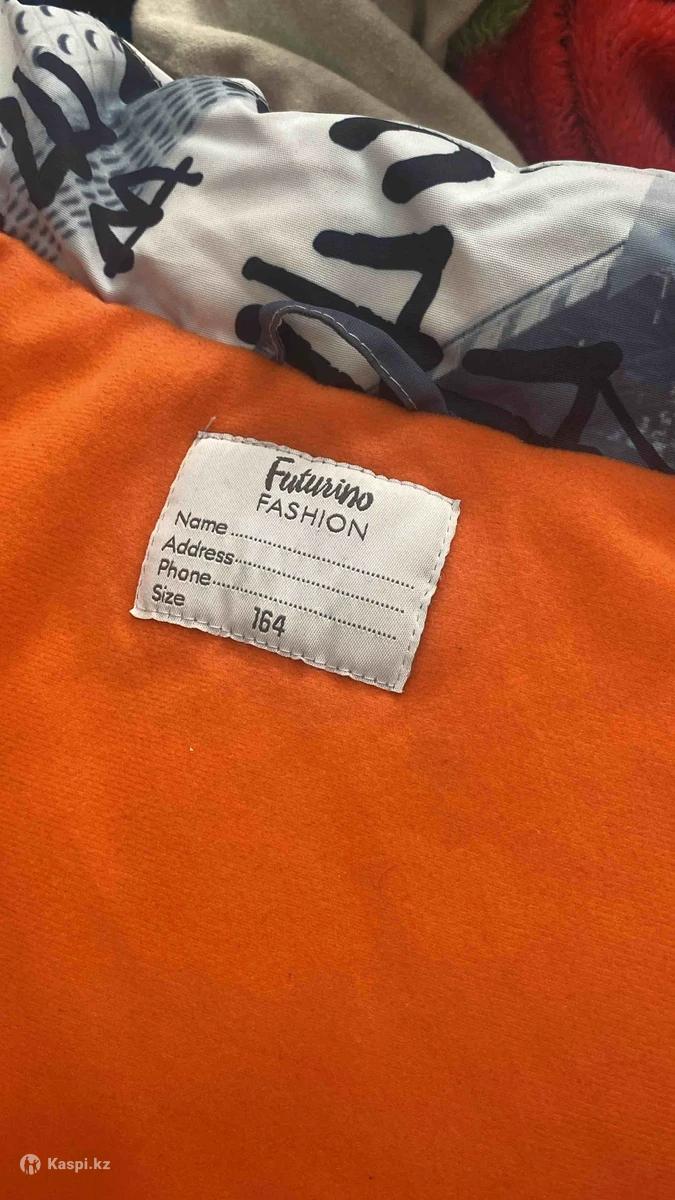 Futurino
FASHION
Name
Address
Phone
Size 164
Kaspi.kz